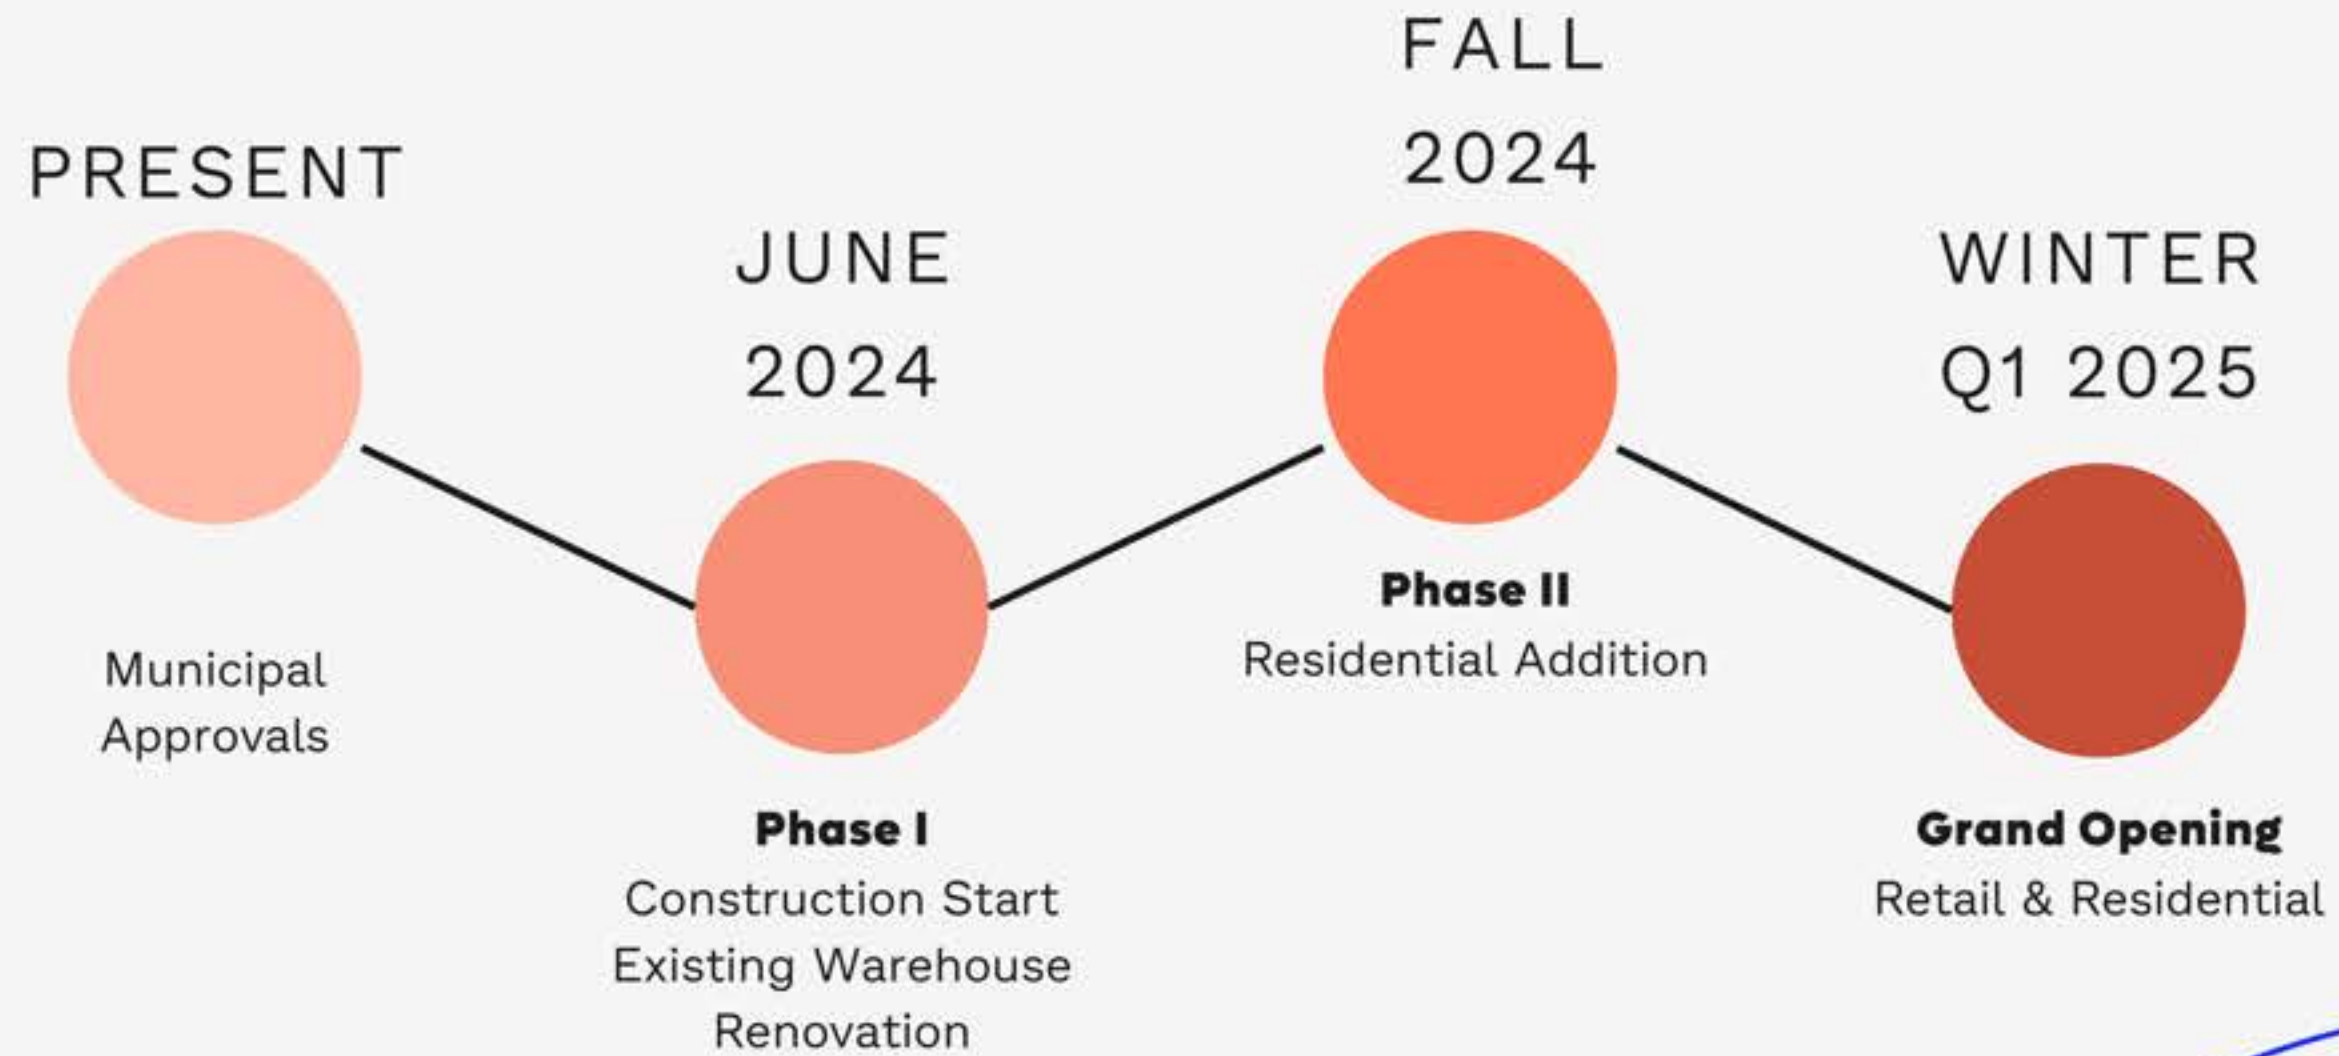 PRESENT
Municipal
Approvals
JUNE
2024
Phase I
Construction Start
Existing Warehouse
Renovation
FALL
2024
Phase II
Residential Addition
WINTER
Q1 2025
Grand Opening
Retail & Residential